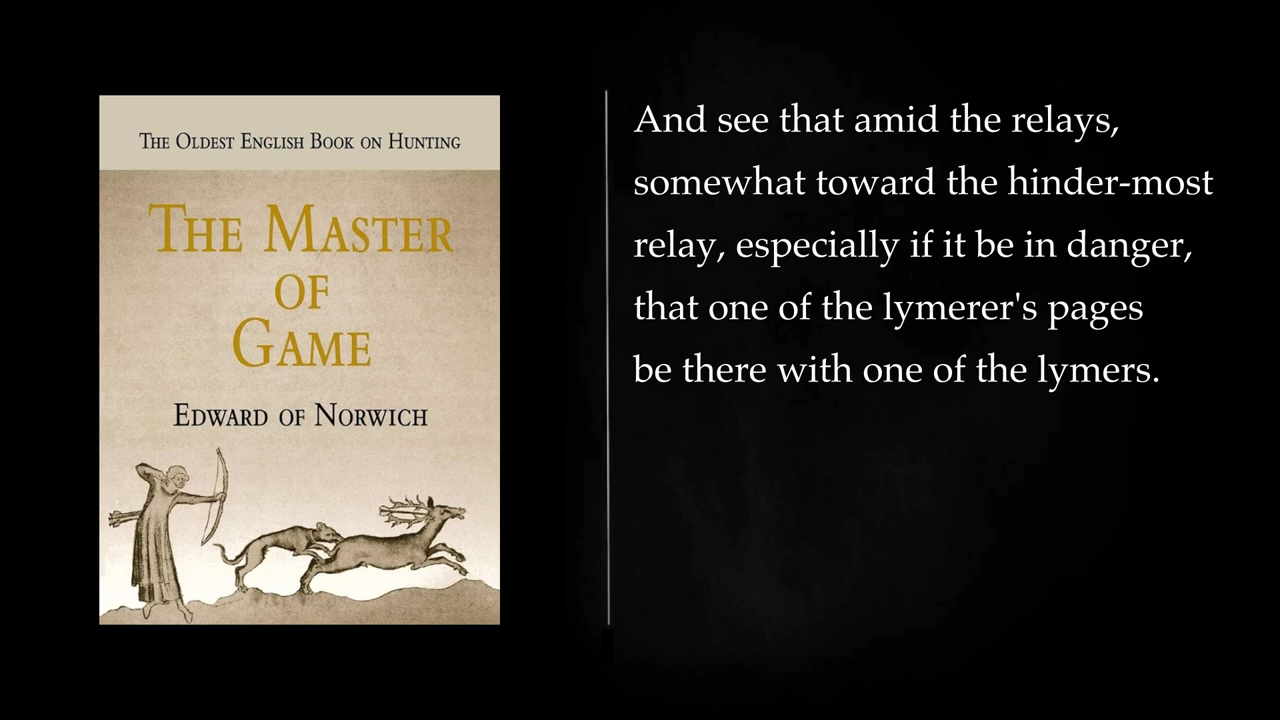 The Oldest English Book on Hunting
The Master
of
Game
Edward of Norwich
And see that amid the relays,
somewhat toward the hinder-most
relay, especially if it be in danger,
that one of the lymerer's pages
be there with one of the lymers.